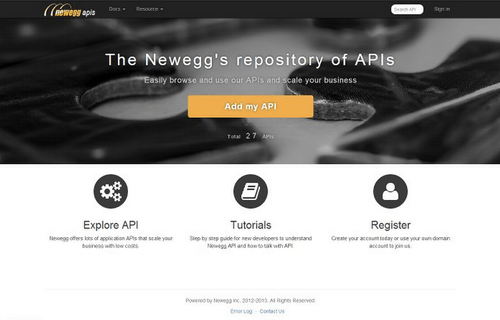 newegg apis Docs Resource Search API Sign in
The Newegg's repository of APIs
Easily browse and use our APIs and scale your business
Add my API
Total 27 APIs
Explore API Tutorials Register
Newegg offers lots of application APIs that scale your Step by step guide for new developers to understand Create your account today or use your own domain
business with low costs. Newegg API and how to talk with API. account to join us.
Powered by Newegg Inc. 2012-2013. All Rights Reserved.
Error Log - Contact Us